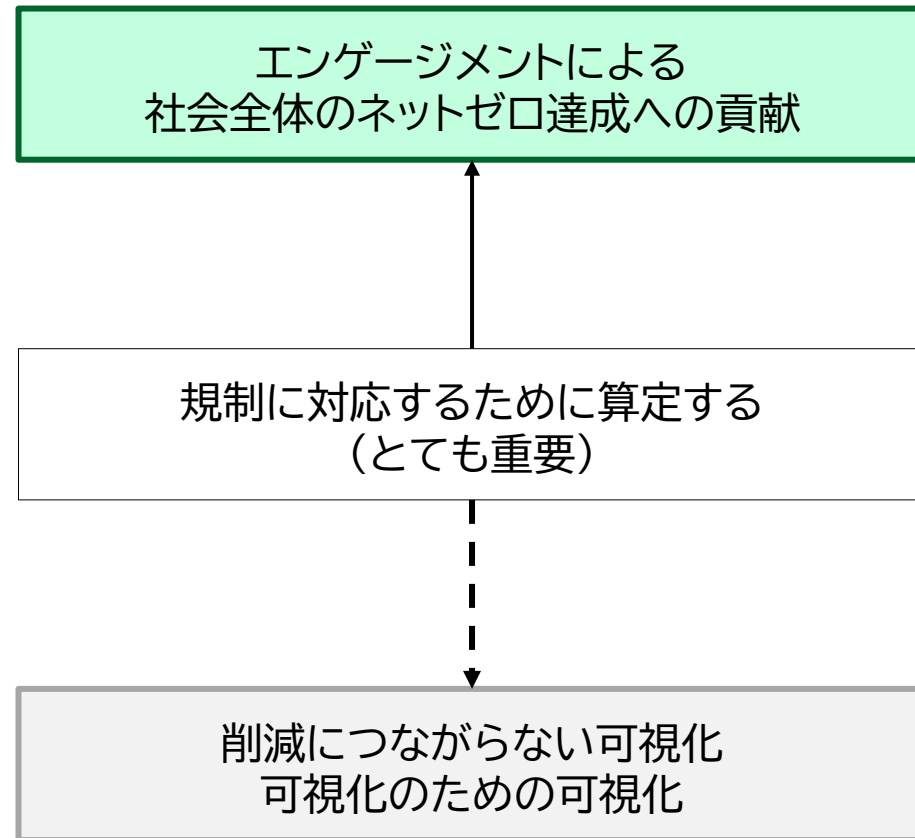 エンゲージメントによる
社会全体のネットゼロ達成への貢献
規制に対応するために算定する
（とても重要）
削減につながらない可視化
可視化のための可視化